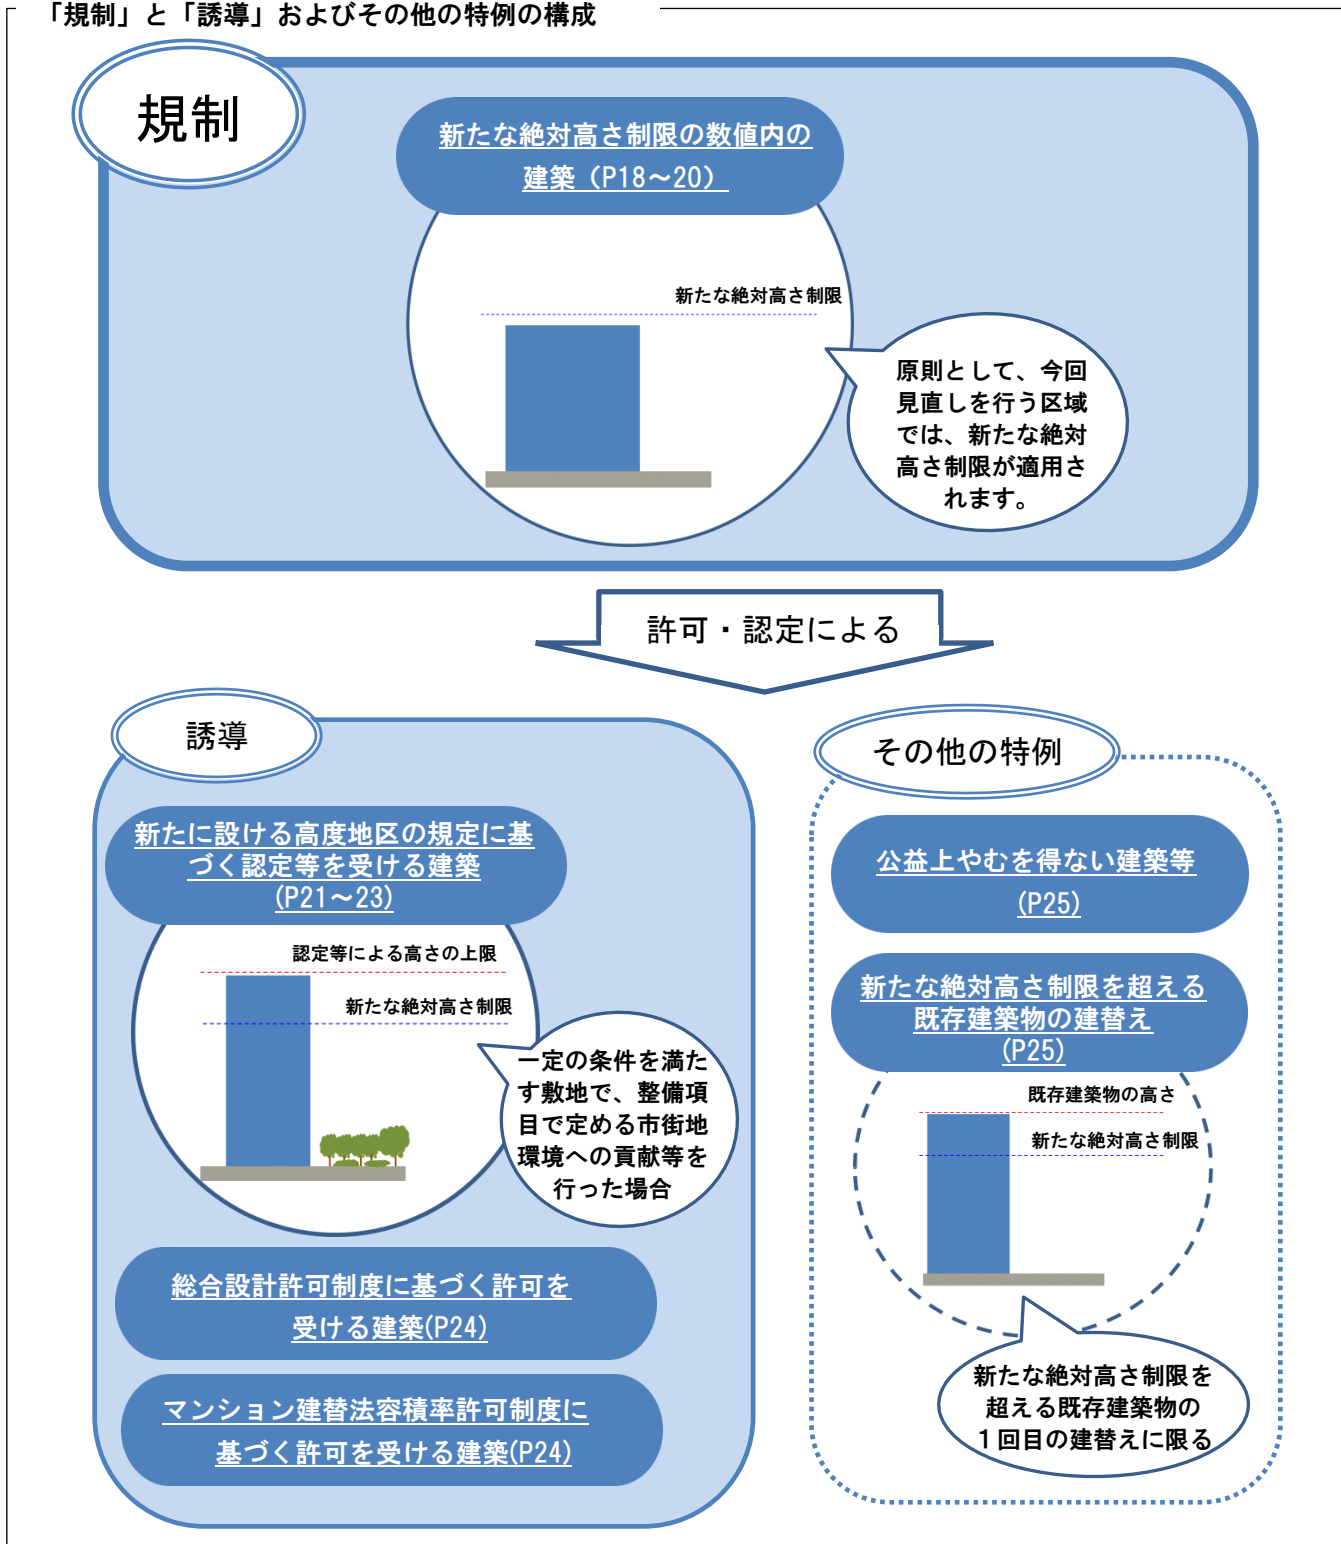 「規制」と「誘導」およびその他の特例の構成
規制
新たな絶対高さ制限の数値内の
建築（P18～20）
新たな絶対高さ制限
原則として、今回
見直しを行う区域
では、新たな絶対
高さ制限が適用さ
れます。
許可・認定による
誘導
新たに設ける高度地区の規定に基
づく認定等を受ける建築
(P21～23)
認定等による高さの上限
新たな絶対高さ制限
一定の条件を満た
す敷地で、整備項
目で定める市街地
環境への貢献等を
行った場合
総合設計許可制度に基づく許可を
受ける建築(P24)
マンション建替法容積率許可制度に
基づく許可を受ける建築(P24)
その他の特例
公益上やむを得ない建築等
(P25)
新たな絶対高さ制限を超える
既存建築物の建替え
(P25)
既存建築物の高さ
新たな絶対高さ制限
新たな絶対高さ制限を
超える既存建築物の
１回目の建替えに限る